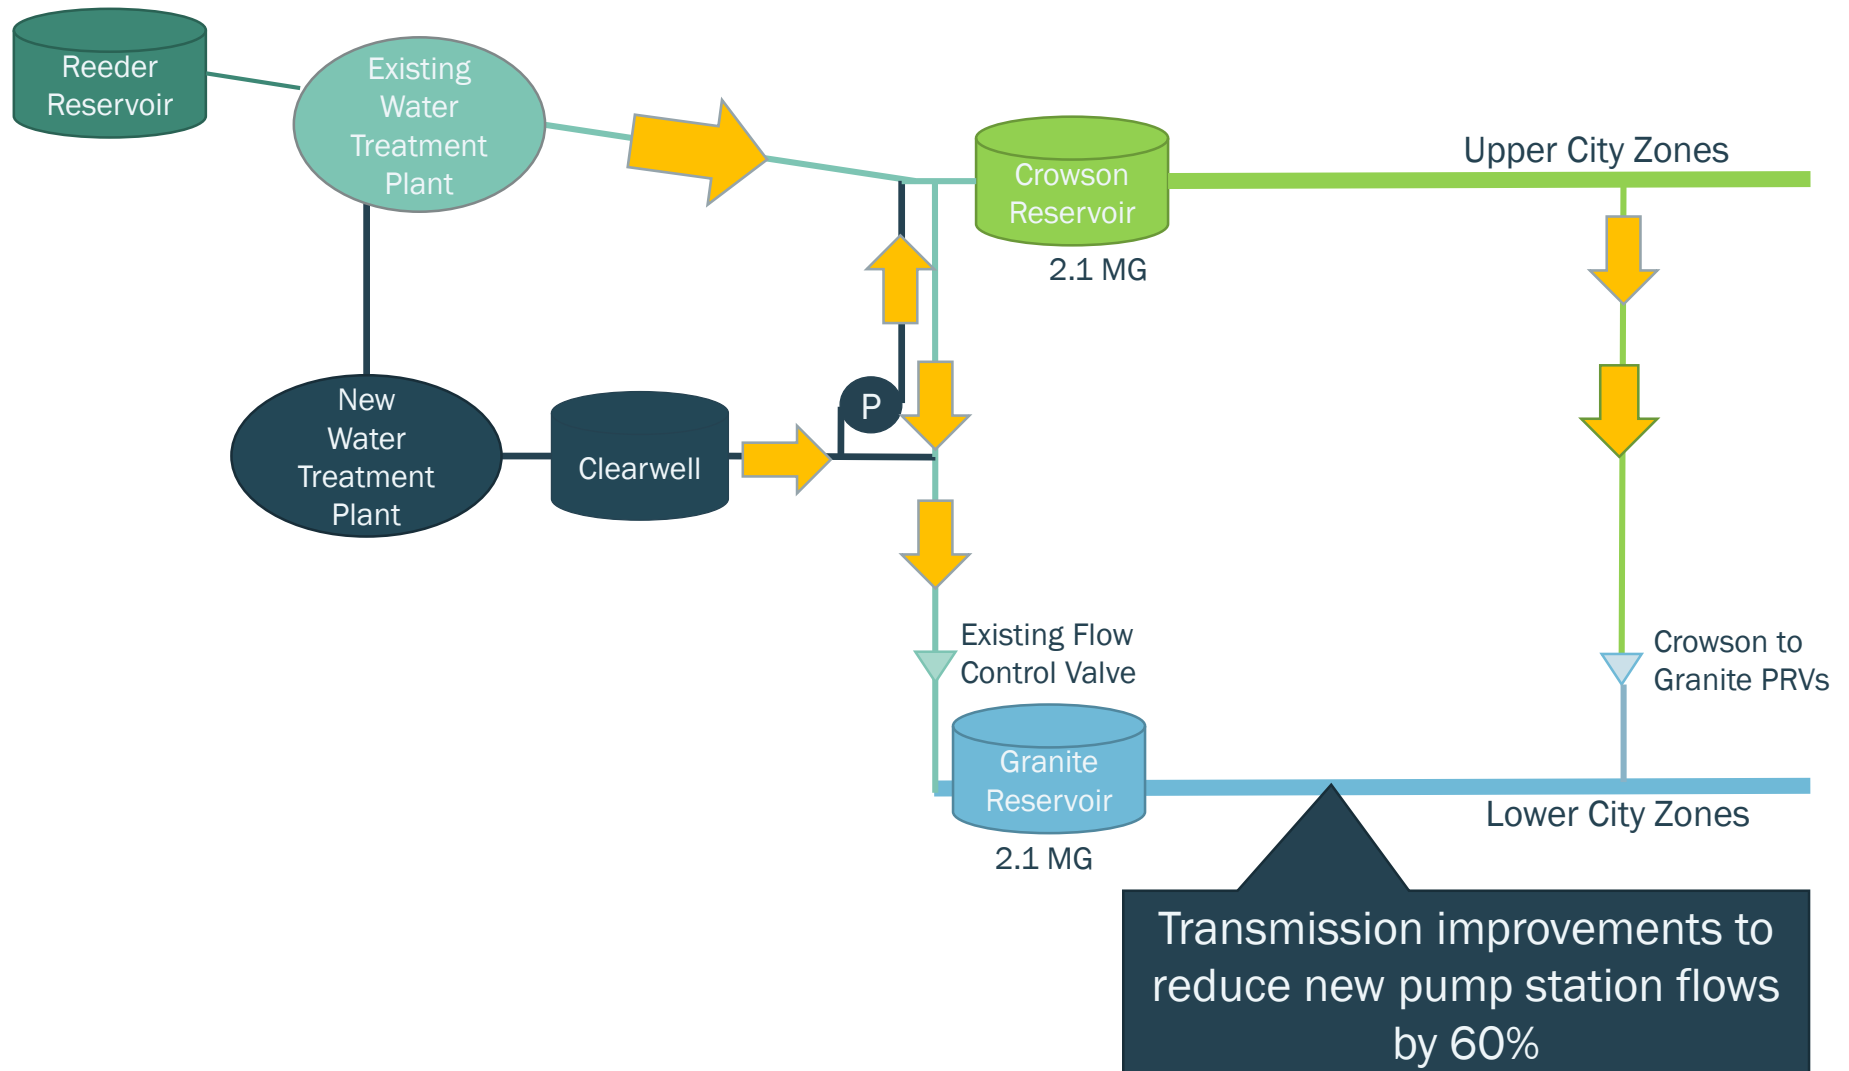 Reeder
Reservoir
Existing
Water
Treatment
Plant
Upper City Zones
Crowson
Reservoir
2.1 MG
New
Water
Treatment
Plant
Clearwell
P
Existing Flow
Control Valve
Crowson to
Granite PRVs
Granite
Reservoir
2.1 MG
Lower City Zones
Transmission improvements to
reduce new pump station flows
by 60%